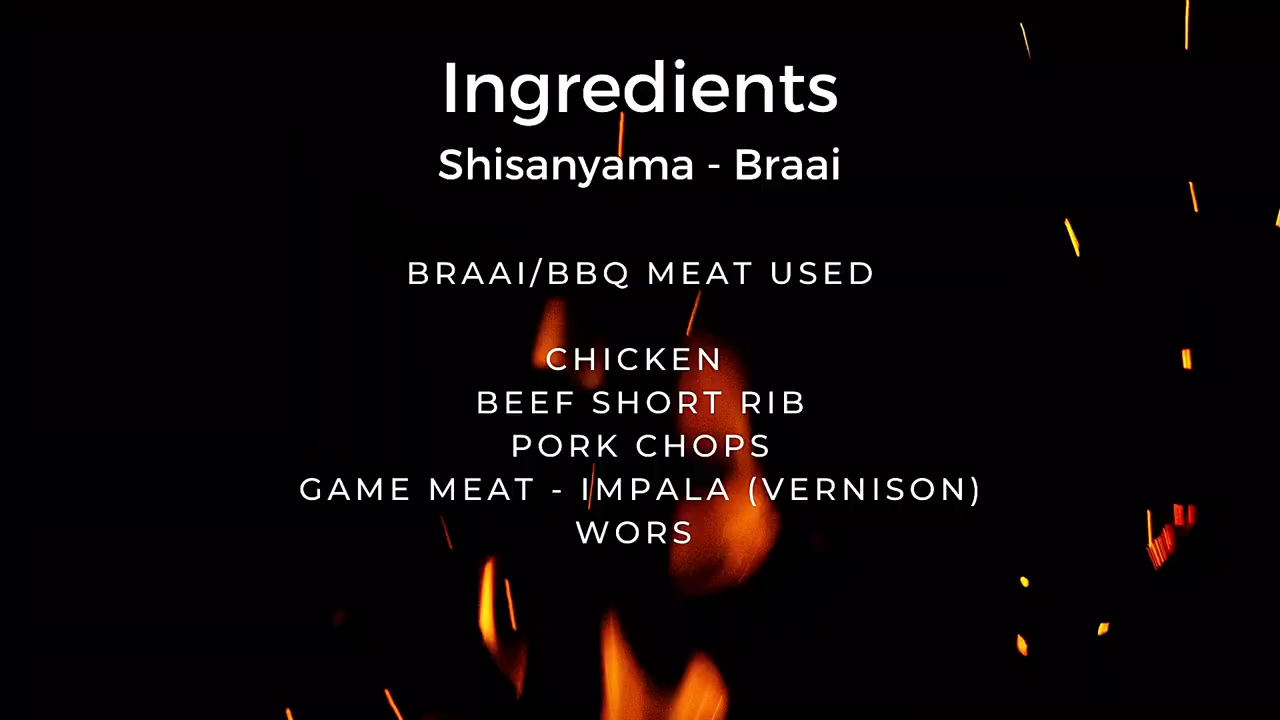 Ingredients
Shisanyama - Braai
BRAAI/BBQ MEAT USED
CHICKEN
BEEF SHORT RIB
PORK CHOPS
GAME MEAT - IMPALA (VERNISON)
WORS